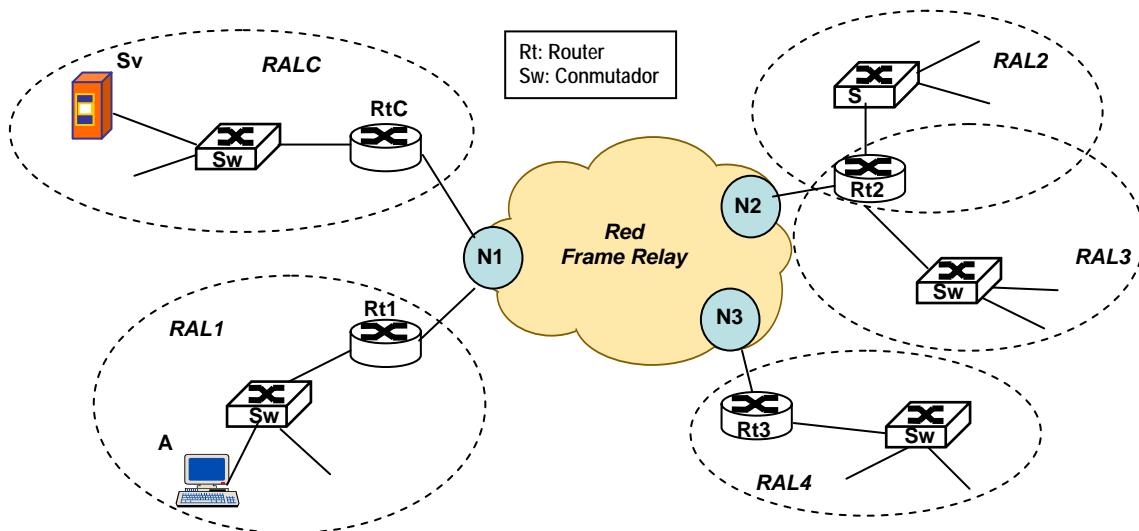 Sv
RALC
RtC
Sw
Rt: Router
Sw: Conmutador
RAL2
S
Rt2
N2
Red
Frame Relay
N1
RAL3
Sw
N3
Rt1
RAL1
Sw
A
Rt3
Sw
RAL4